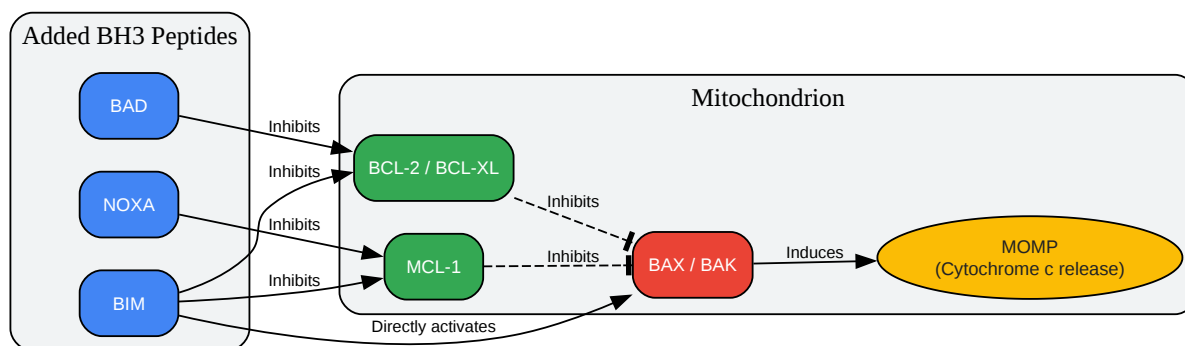 Added BH3 Peptides
Mitochondrion
BAD
Inhibits
BCL-2 / BCL-XL
Inhibits
Inhibits
NOXA
Inhibits
MCL-1
Inhibits
BAX / BAK
Induces
MOMP
(Cytochrome c release)
BIM
Inhibits
Directly activates